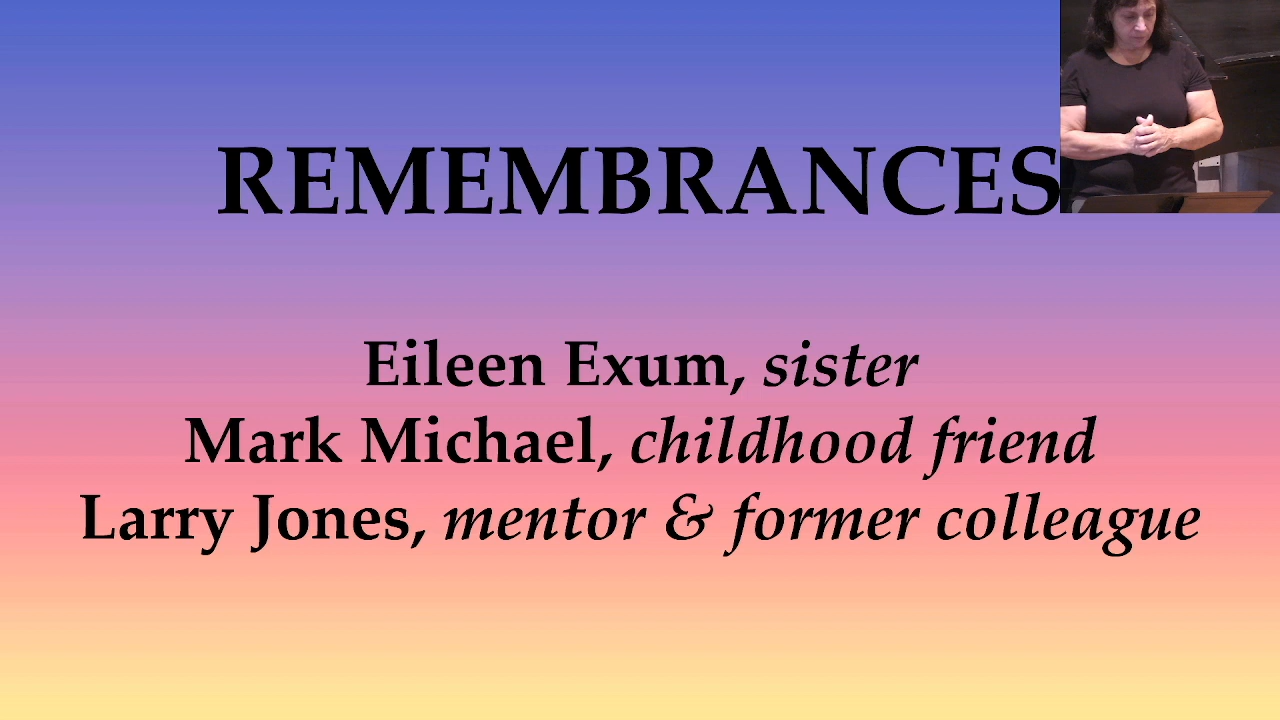 REMEMBRANCES
Eileen Exum, sister
Mark Michael, childhood friend
Larry Jones, mentor & former colleague